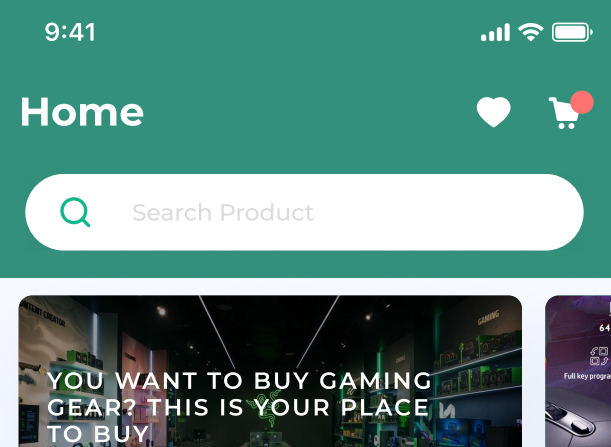 9:41
Home
Search Product
CONTENT CREATOR
GAMING
YOU WANT TO BUY GAMING
GEAR? THIS IS YOUR PLACE
TO BUY
64
Full key progra